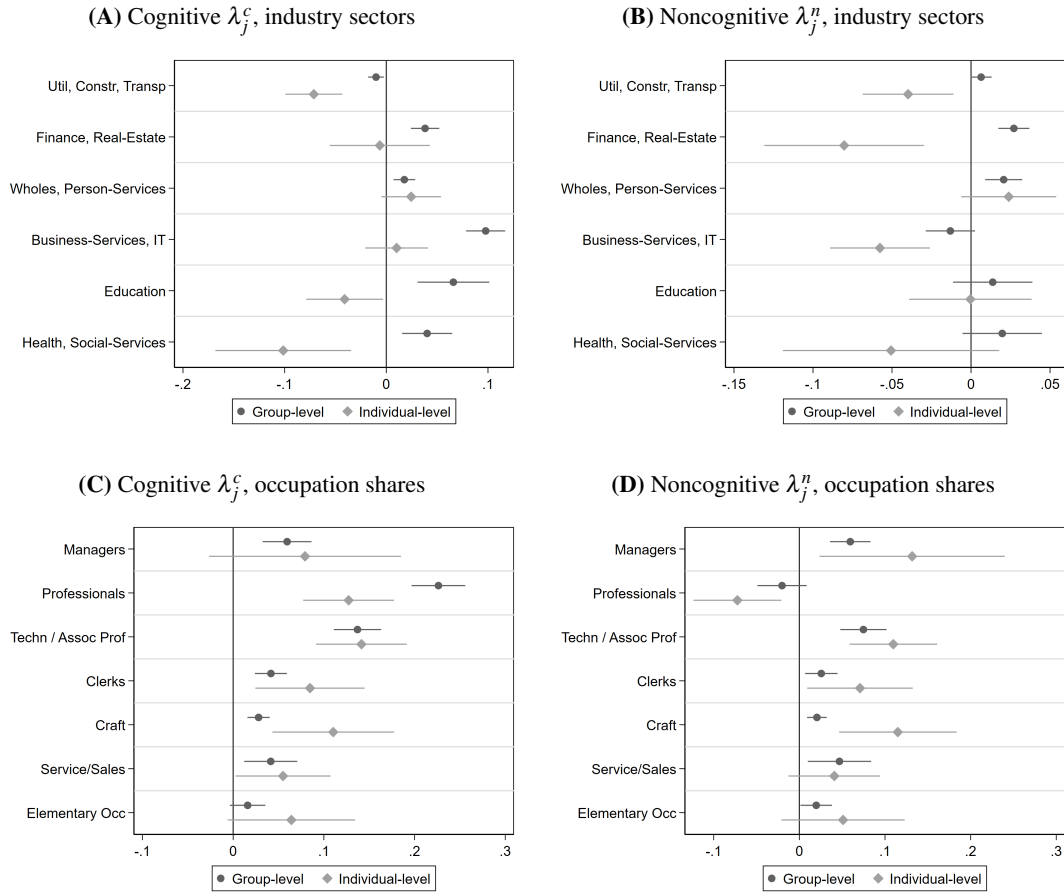 (A) Cognitive λ_j^c, industry sectors
Util, Constr, Transp
Finance, Real-Estate
Wholes, Person-Services
Business-Services, IT
Education
Health, Social-Services
-.2 -.1 0 .1
Group-level Individual-level
(B) Noncognitive λ_j^n, industry sectors
Util, Constr, Transp
Finance, Real-Estate
Wholes, Person-Services
Business-Services, IT
Education
Health, Social-Services
-.15 -.1 -.05 0 .05
Group-level Individual-level
(C) Cognitive λ_j^c, occupation shares
Managers
Professionals
Techn / Assoc Prof
Clerks
Craft
Service/Sales
Elementary Occ
-.1 0 .1 .2 .3
Group-level Individual-level
(D) Noncognitive λ_j^n, occupation shares
Managers
Professionals
Techn / Assoc Prof
Clerks
Craft
Service/Sales
Elementary Occ
-.1 0 .1 .2 .3
Group-level Individual-level